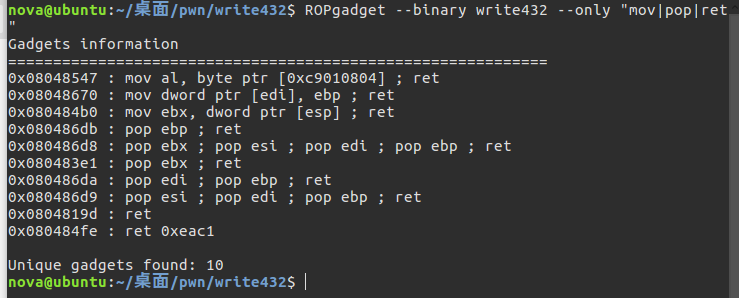 nova@ubuntu:~/桌面/pwn/write432$ ROPgadget --binary write432 --only "mov|pop|ret
"
Gadgets information
============================================================
0x08048547 : mov al, byte ptr [0xc9010804] ; ret
0x08048670 : mov dword ptr [edi], ebp ; ret
0x080484b0 : mov ebx, dword ptr [esp] ; ret
0x080486db : pop ebp ; ret
0x080486d8 : pop ebx ; pop esi ; pop edi ; pop ebp ; ret
0x080483e1 : pop ebx ; ret
0x080486da : pop edi ; pop ebp ; ret
0x080486d9 : pop esi ; pop edi ; pop ebp ; ret
0x0804819d : ret
0x080484fe : ret 0xeac1
Unique gadgets found: 10
nova@ubuntu:~/桌面/pwn/write432$